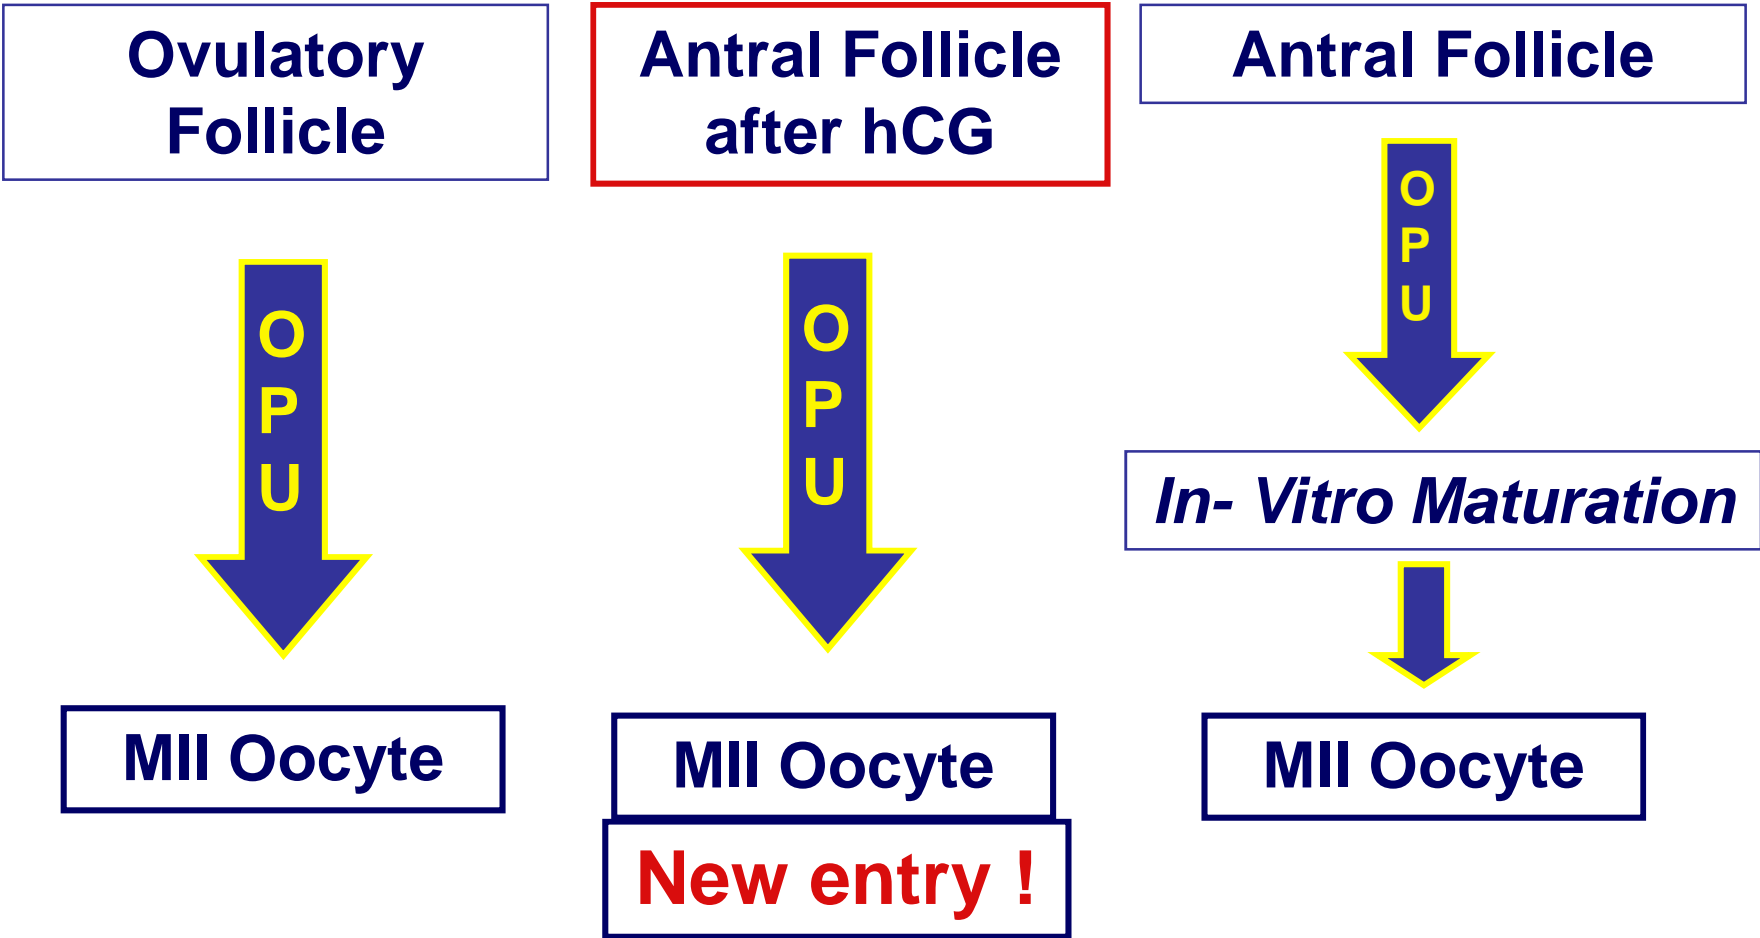 Ovulatory
Follicle
O
P
U
MII Oocyte
Antral Follicle
after hCG
O
P
U
MII Oocyte
New entry !
Antral Follicle
O
P
U
In- Vitro Maturation
MII Oocyte